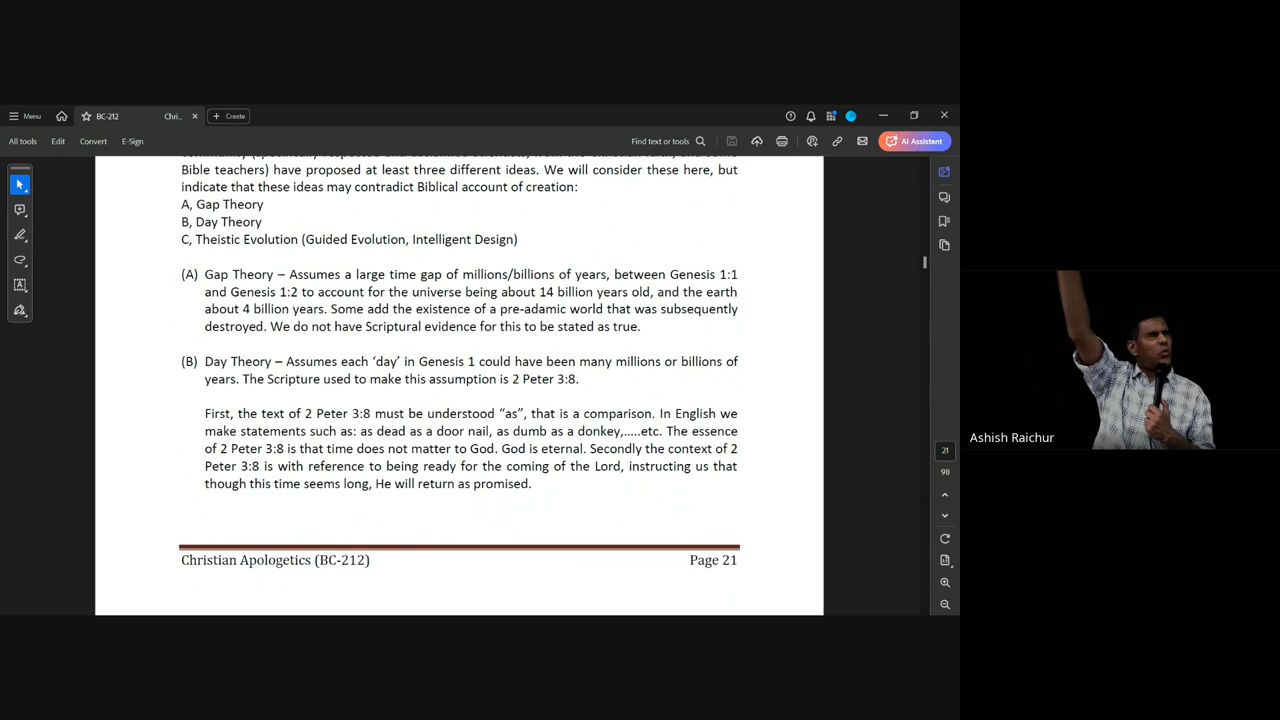 Menu
BC-212
Chri...
Create
All tools
Edit
Convert
E-Sign
Find text or tools
AI Assistant
Bible teachers) have proposed at least three different ideas. We will consider these here, but
indicate that these ideas may contradict Biblical account of creation:
A, Gap Theory
B, Day Theory
C, Theistic Evolution (Guided Evolution, Intelligent Design)
(A) Gap Theory – Assumes a large time gap of millions/billions of years, between Genesis 1:1
and Genesis 1:2 to account for the universe being about 14 billion years old, and the earth
about 4 billion years. Some add the existence of a pre-adamic world that was subsequently
destroyed. We do not have Scriptural evidence for this to be stated as true.
(B) Day Theory – Assumes each ‘day’ in Genesis 1 could have been many millions or billions of
years. The Scripture used to make this assumption is 2 Peter 3:8.
First, the text of 2 Peter 3:8 must be understood “as”, that is a comparison. In English we
make statements such as: as dead as a door nail, as dumb as a donkey,.....etc. The essence
of 2 Peter 3:8 is that time does not matter to God. God is eternal. Secondly the context of 2
Peter 3:8 is with reference to being ready for the coming of the Lord, instructing us that
though this time seems long, He will return as promised.
Christian Apologetics (BC-212)
Page 21
21
98
Ashish Raichur